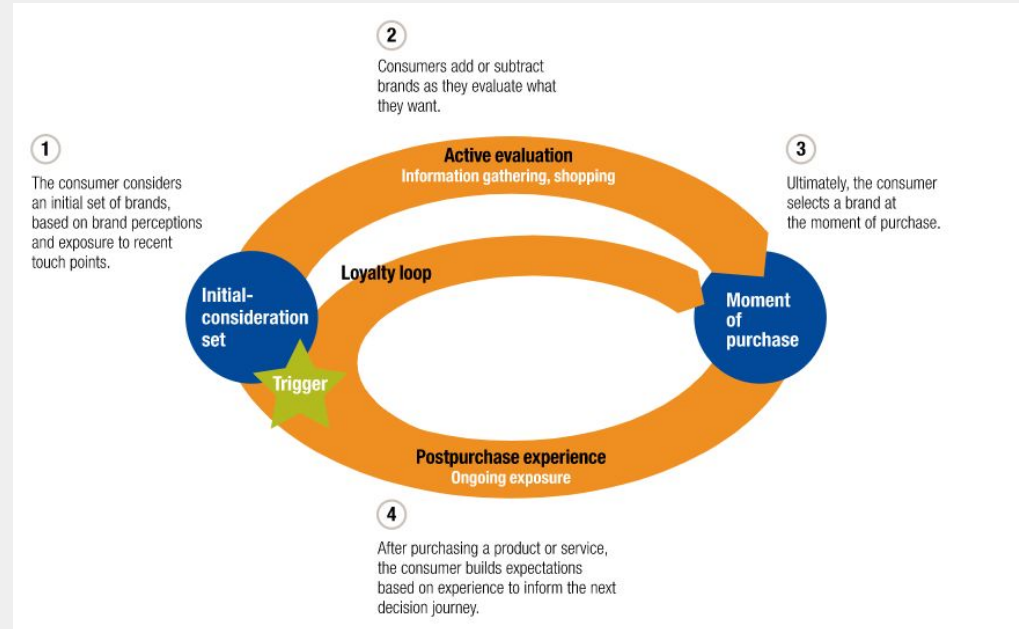 1
The consumer considers
an initial set of brands,
based on brand perceptions
and exposure to recent
touch points.
2
Consumers add or subtract
brands as they evaluate what
they want.
3
Ultimately, the consumer
selects a brand at
the moment of purchase.
Active evaluation
Information gathering, shopping
Loyalty loop
Initial-
consideration
set
Trigger
Moment
of
purchase
Postpurchase experience
Ongoing exposure
4
After purchasing a product or service,
the consumer builds expectations
based on experience to inform the next
decision journey.